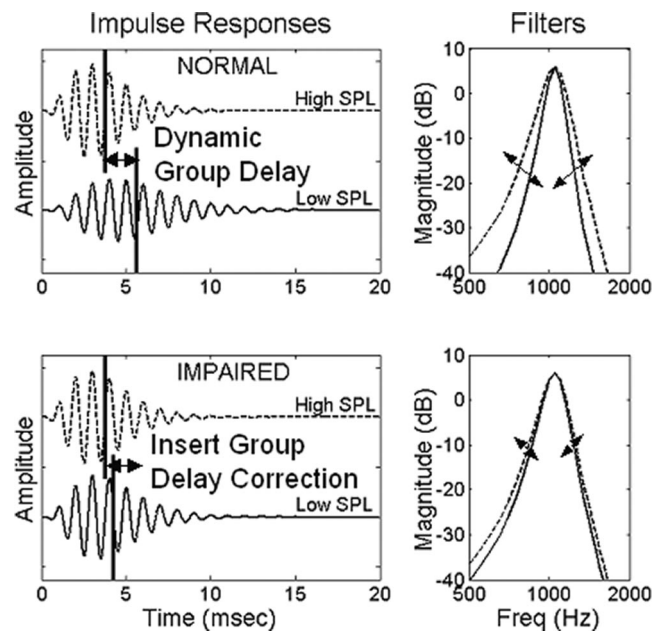 Impulse Responses
Filters
NORMAL
High SPL
Dynamic
Group Delay
Low SPL
Amplitude
0 5 10 15 20
10
0
-10
-20
-30
-40
Magnitude (dB)
500 1000 2000
IMPAIRED
High SPL
Insert Group
Delay Correction
Low SPL
Amplitude
0 5 10 15 20
Time (msec)
10
0
-10
-20
-30
-40
Magnitude (dB)
500 1000 2000
Freq (Hz)